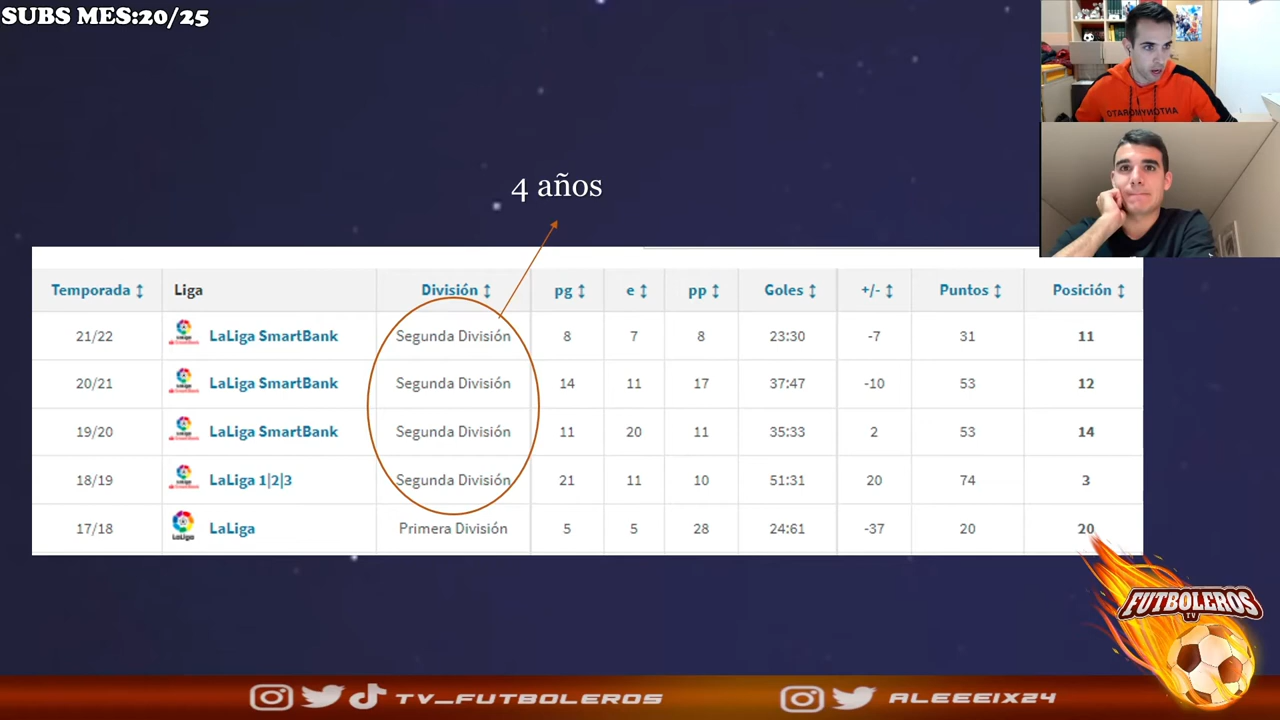 SUBS MES:20/25
4 años
Temporada Liga División pg e pp Goles +/- Puntos Posición
21/22 LaLiga SmartBank Segunda División 8 7 8 23:30 -7 31 11
20/21 LaLiga SmartBank Segunda División 14 11 17 37:47 -10 53 12
19/20 LaLiga SmartBank Segunda División 11 20 11 35:33 2 53 14
18/19 LaLiga 1|2|3 Segunda División 21 11 10 51:31 20 74 3
17/18 LaLiga Primera División 5 5 28 24:61 -37 20 20
FUTBOLEROS
TV
TV_FUTBOLEROS ALEEEIX24